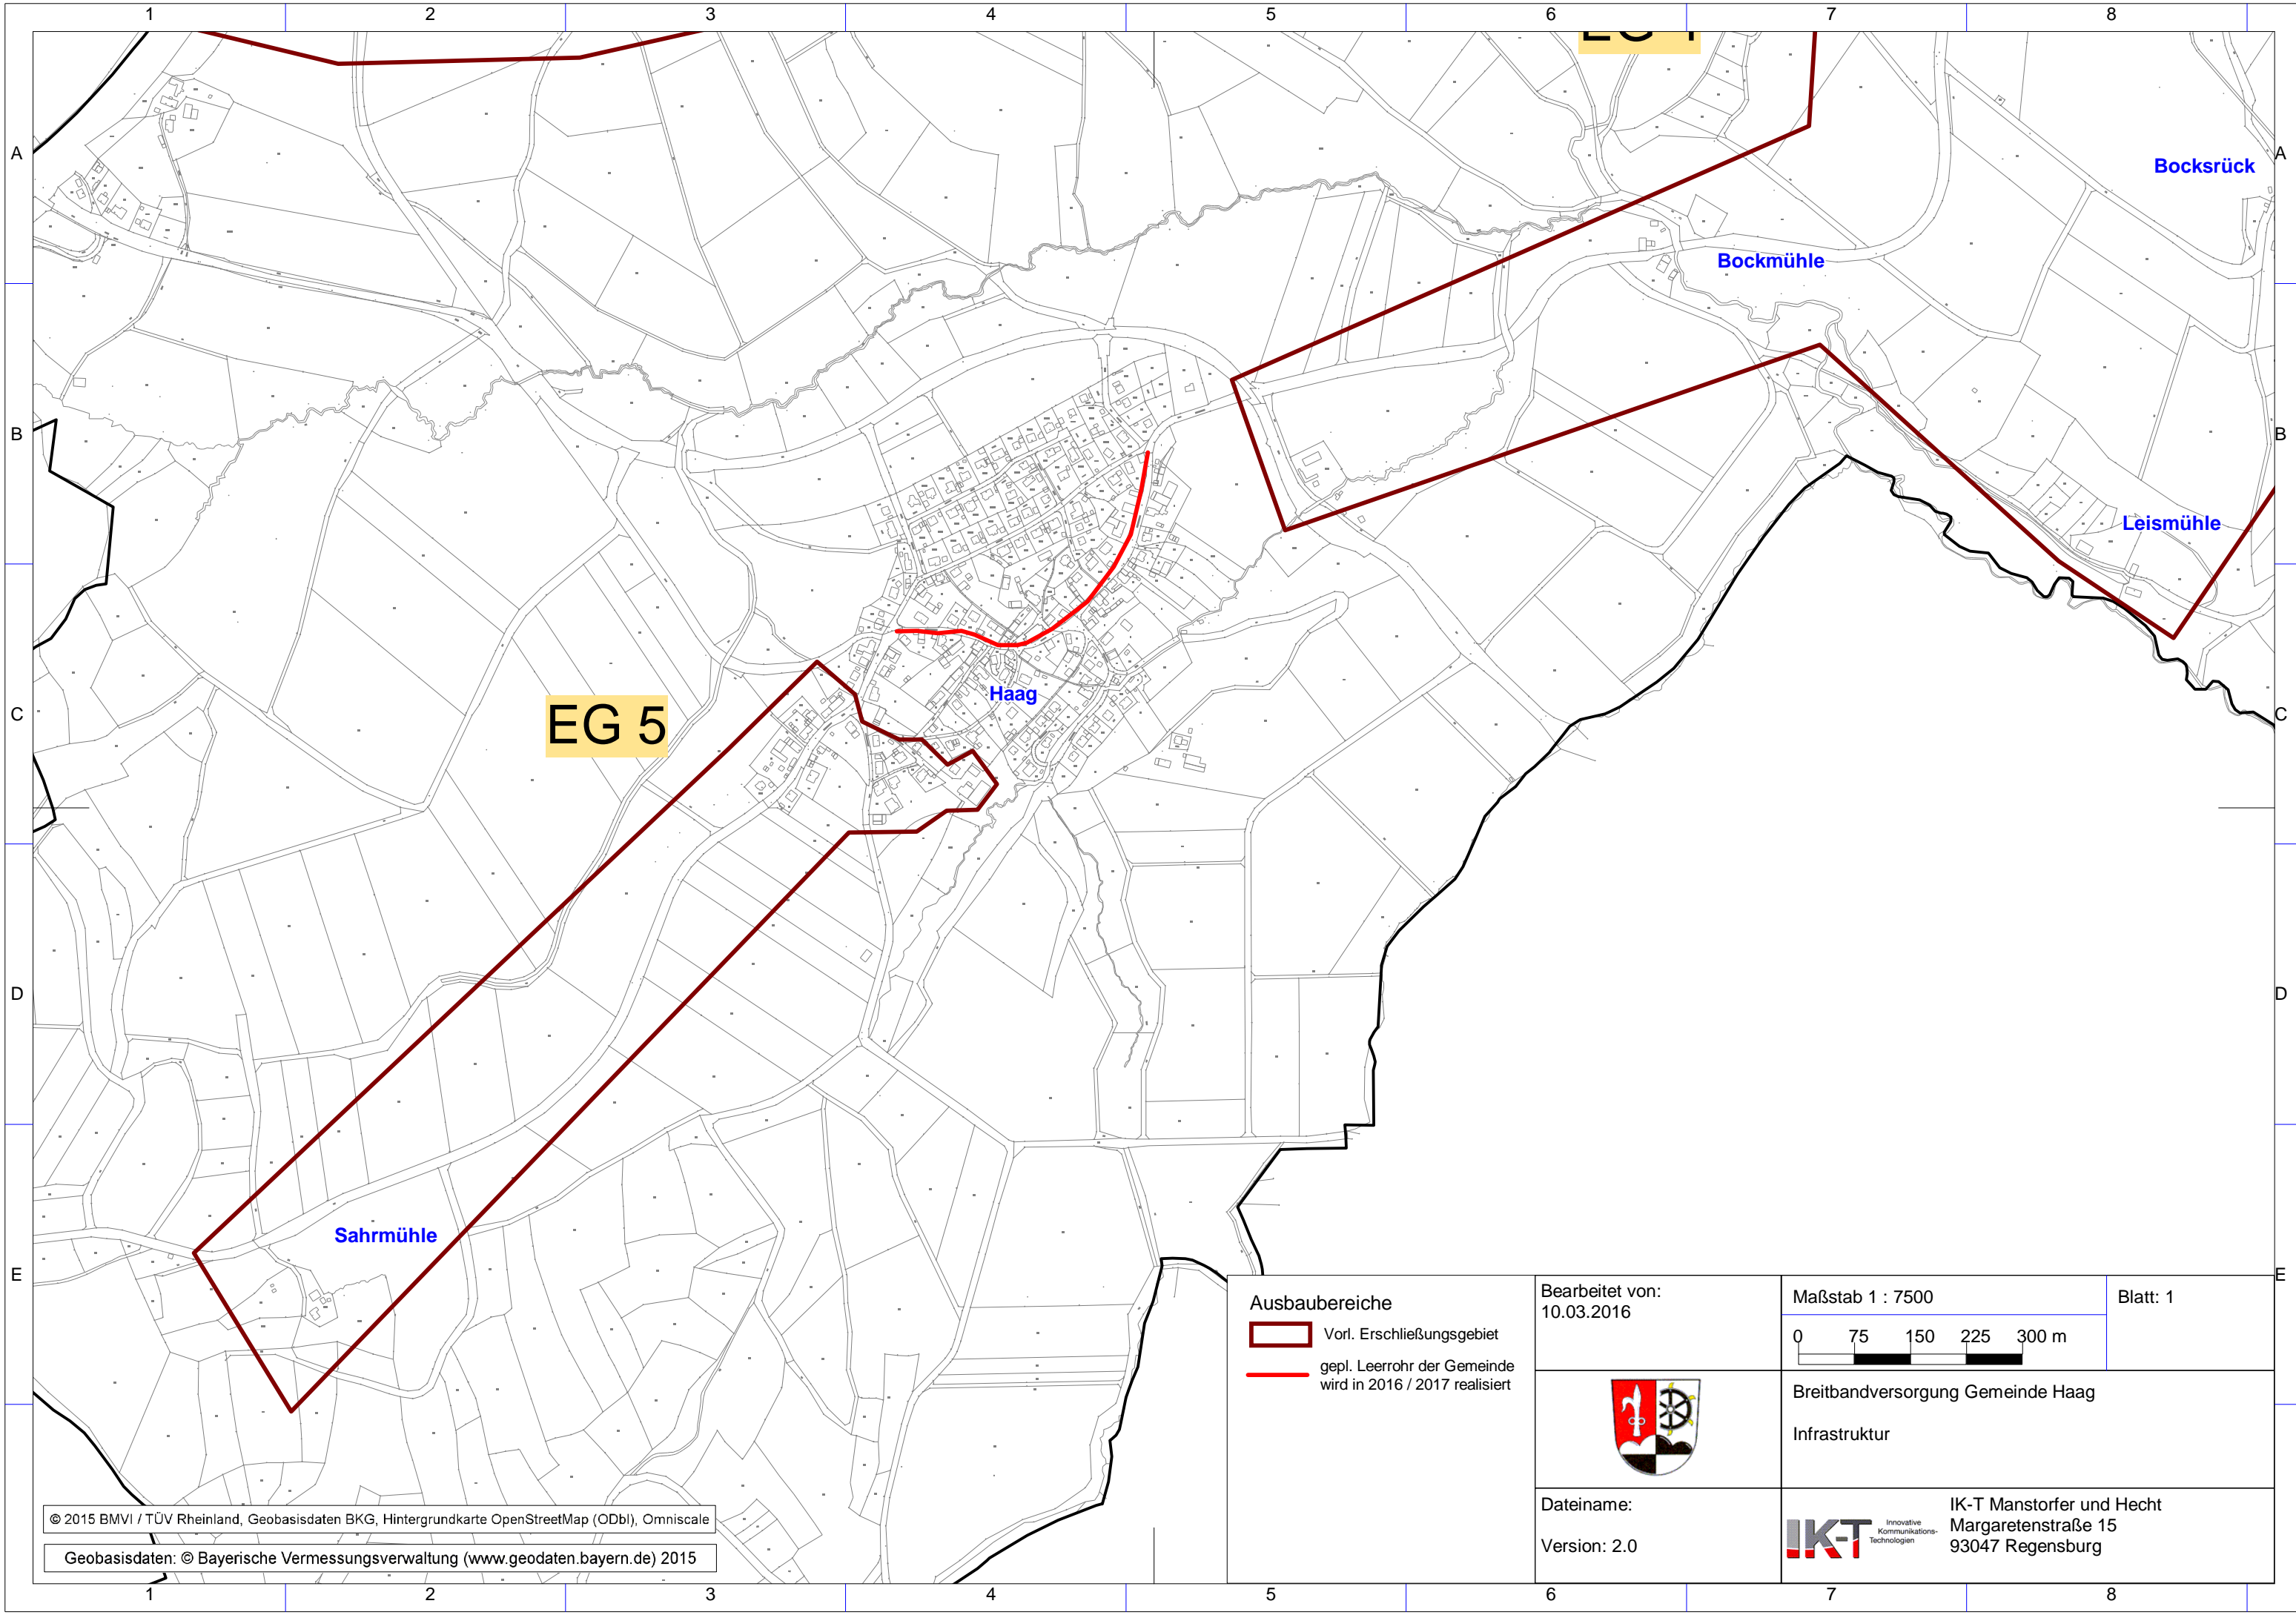 1 2 3 4 5 6 7 8
A
A
Bocksrück
Bockmühle
B
B
Leismühle
Haag
EG 5
C
C
D
D
Sahrmühle
E
E
Ausbaubereiche
Vorl. Erschließungsgebiet
gepl. Leerrohr der Gemeinde
wird in 2016 / 2017 realisiert
Bearbeitet von:
10.03.2016
Maßstab 1 : 7500
Blatt: 1
0 75 150 225 300 m
Breitbandversorgung Gemeinde Haag
Infrastruktur
Dateiname:
Version: 2.0
IK-T
Innovative
Kommunikations-
Technologien
IK-T Manstorfer und Hecht
Margaretenstraße 15
93047 Regensburg
© 2015 BMVI / TÜV Rheinland, Geobasisdaten BKG, Hintergrundkarte OpenStreetMap (ODbl), Omniscale
Geobasisdaten: © Bayerische Vermessungsverwaltung (www.geodaten.bayern.de) 2015
1 2 3 4 5 6 7 8